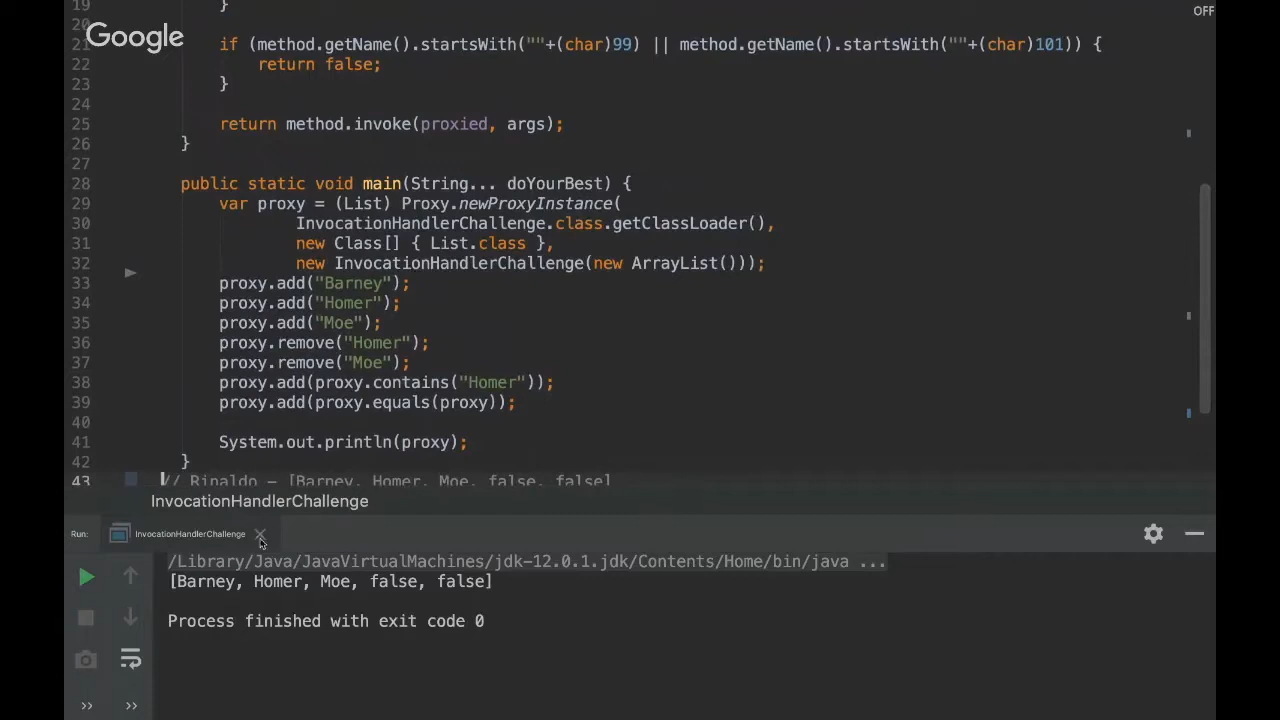 OFF
Google
19 }
20
21 if (method.getName().startsWith(""+(char)99) || method.getName().startsWith(""+(char)101)) {
22 return false;
23 }
24
25 return method.invoke(proxied, args);
26 }
27
28 public static void main(String... doYourBest) {
29 var proxy = (List) Proxy.newProxyInstance(
30 InvocationHandlerChallenge.class.getClassLoader(),
31 new Class[] { List.class },
32 new InvocationHandlerChallenge(new ArrayList()));
33 proxy.add("Barney");
34 proxy.add("Homer");
35 proxy.add("Moe");
36 proxy.remove("Homer");
37 proxy.remove("Moe");
38 proxy.add(proxy.contains("Homer"));
39 proxy.add(proxy.equals(proxy));
40
41 System.out.println(proxy);
42 }
43 // Rinaldo - [Barney, Homer, Moe, false, false]
InvocationHandlerChallenge
Run: InvocationHandlerChallenge
/Library/Java/JavaVirtualMachines/jdk-12.0.1.jdk/Contents/Home/bin/java ...
[Barney, Homer, Moe, false, false]
Process finished with exit code 0